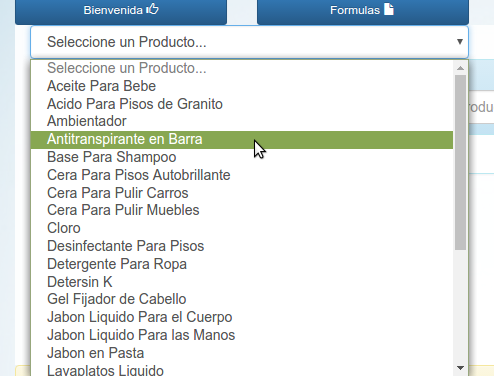 Bienvenida
Formulas
Seleccione un Producto...
Seleccione un Producto...
Aceite Para Bebe
Acido Para Pisos de Granito
Ambientador
Antitranspirante en Barra
Base Para Shampoo
Cera Para Pisos Autobrillante
Cera Para Pulir Carros
Cera Para Pulir Muebles
Cloro
Desinfectante Para Pisos
Detergente Para Ropa
Detersin K
Gel Fijador de Cabello
Jabon Liquido Para el Cuerpo
Jabon Liquido Para las Manos
Jabon en Pasta
Lavaplatos Liquido